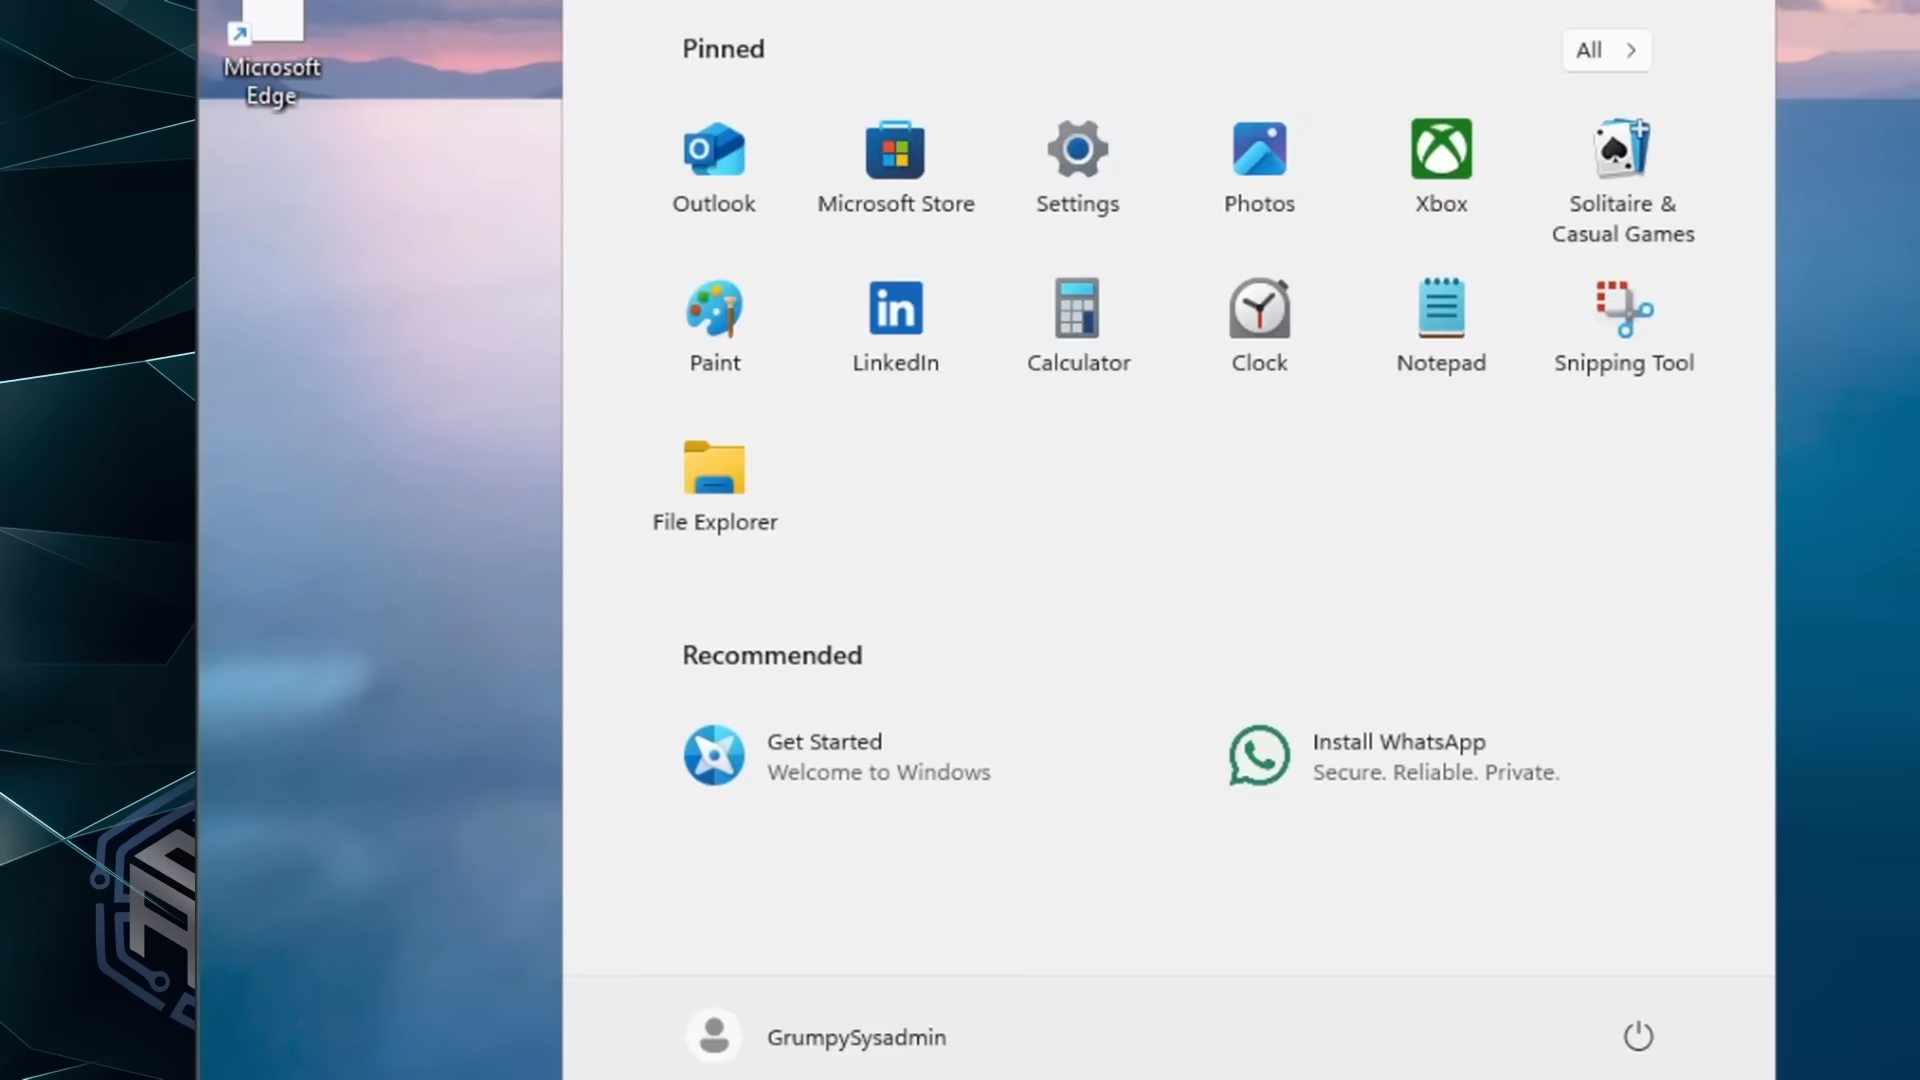 Microsoft
Edge
Pinned
All
Outlook
Microsoft Store
Settings
Photos
Xbox
Solitaire &
Casual Games
Paint
LinkedIn
Calculator
Clock
Notepad
Snipping Tool
File Explorer
Recommended
Get Started
Welcome to Windows
Install WhatsApp
Secure. Reliable. Private.
GrumpySysadmin